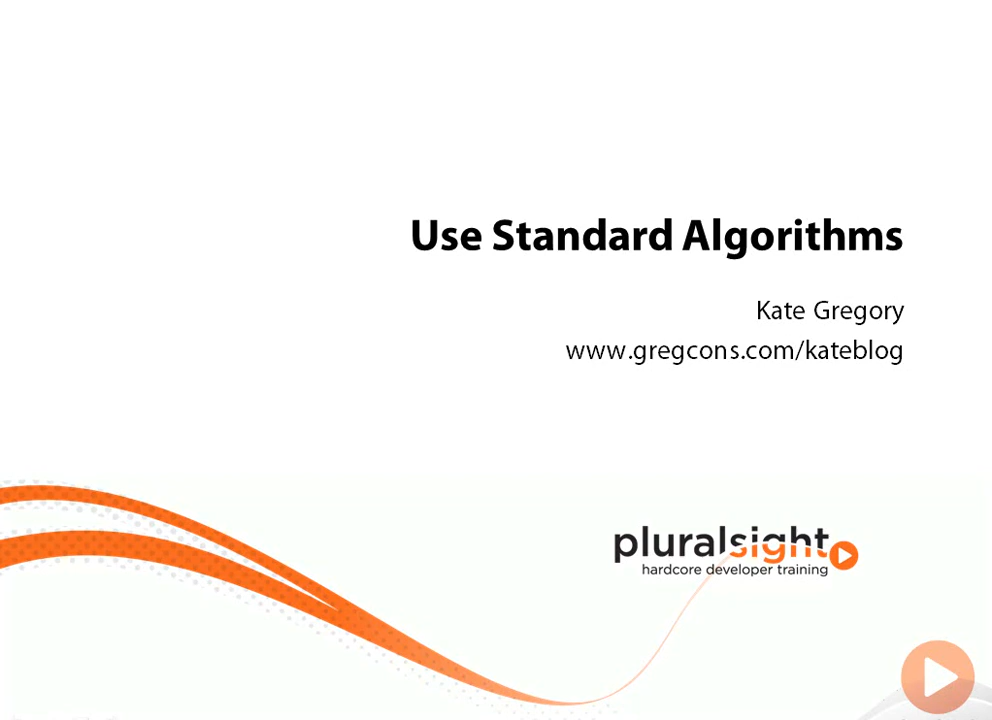 Use Standard Algorithms
Kate Gregory
www.gregcons.com/kateblog
pluralsight
hardcore developer training